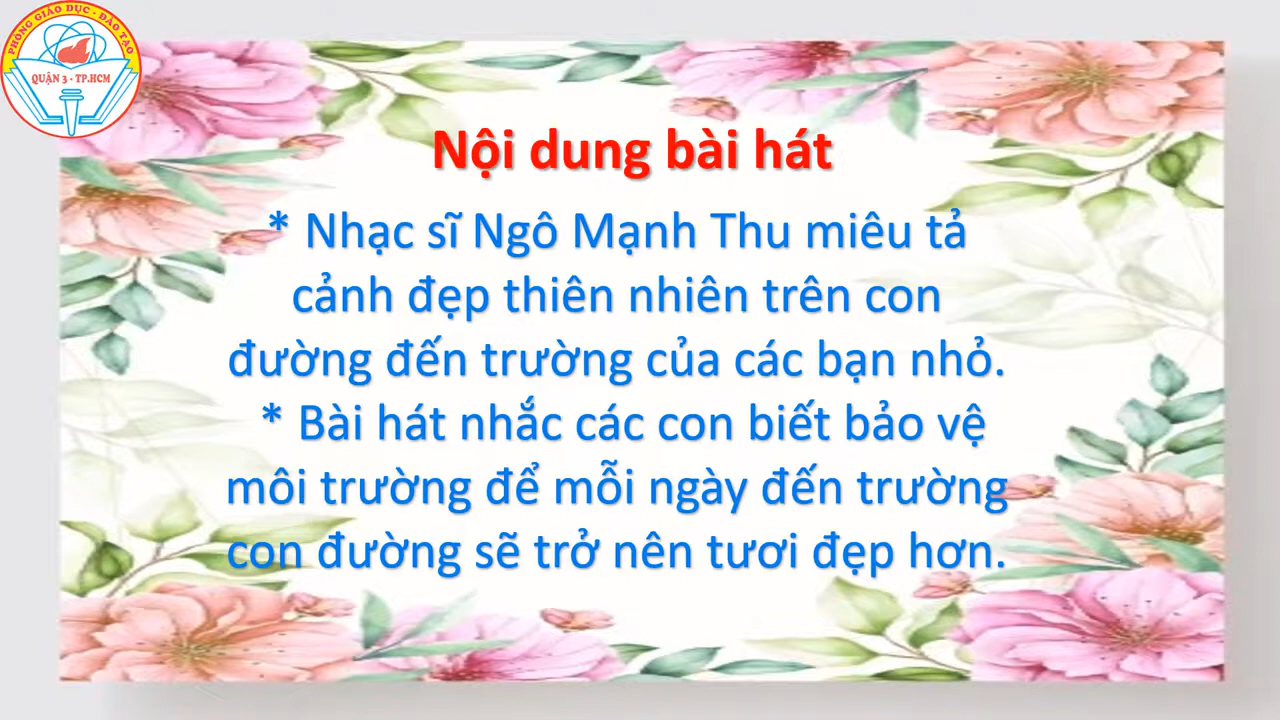 PHÒNG GIÁO DỤC - ĐÀO TẠO
QUẬN 3 - TP.HCM
Nội dung bài hát
* Nhạc sĩ Ngô Mạnh Thu miêu tả
cảnh đẹp thiên nhiên trên con
đường đến trường của các bạn nhỏ.
* Bài hát nhắc các con biết bảo vệ
môi trường để mỗi ngày đến trường
con đường sẽ trở nên tươi đẹp hơn.